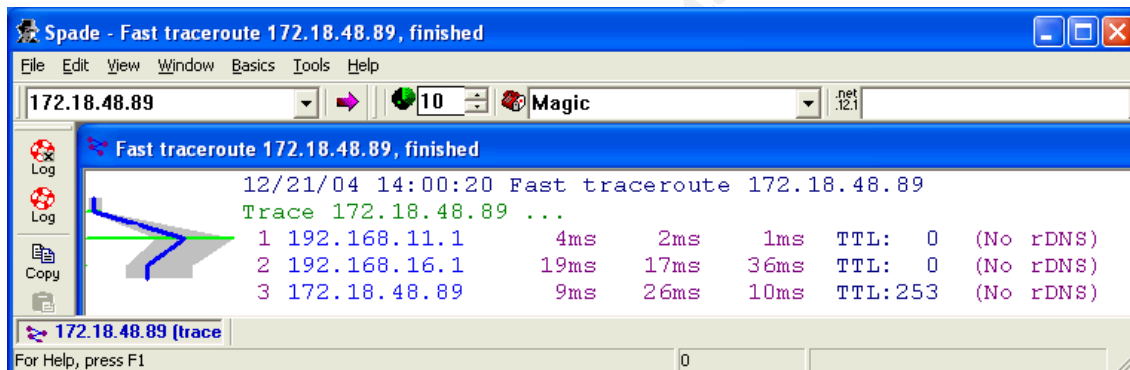 Spade - Fast traceroute 172.18.48.89, finished
File Edit View Window Basics Tools Help
172.18.48.89 10 Magic .net 12.1
Fast traceroute 172.18.48.89, finished
Log
Log
Copy
12/21/04 14:00:20 Fast traceroute 172.18.48.89
Trace 172.18.48.89 ...
1 192.168.11.1 4ms 2ms 1ms TTL: 0 (No rDNS)
2 192.168.16.1 19ms 17ms 36ms TTL: 0 (No rDNS)
3 172.18.48.89 9ms 26ms 10ms TTL:253 (No rDNS)
172.18.48.89 (trace
For Help, press F1 0